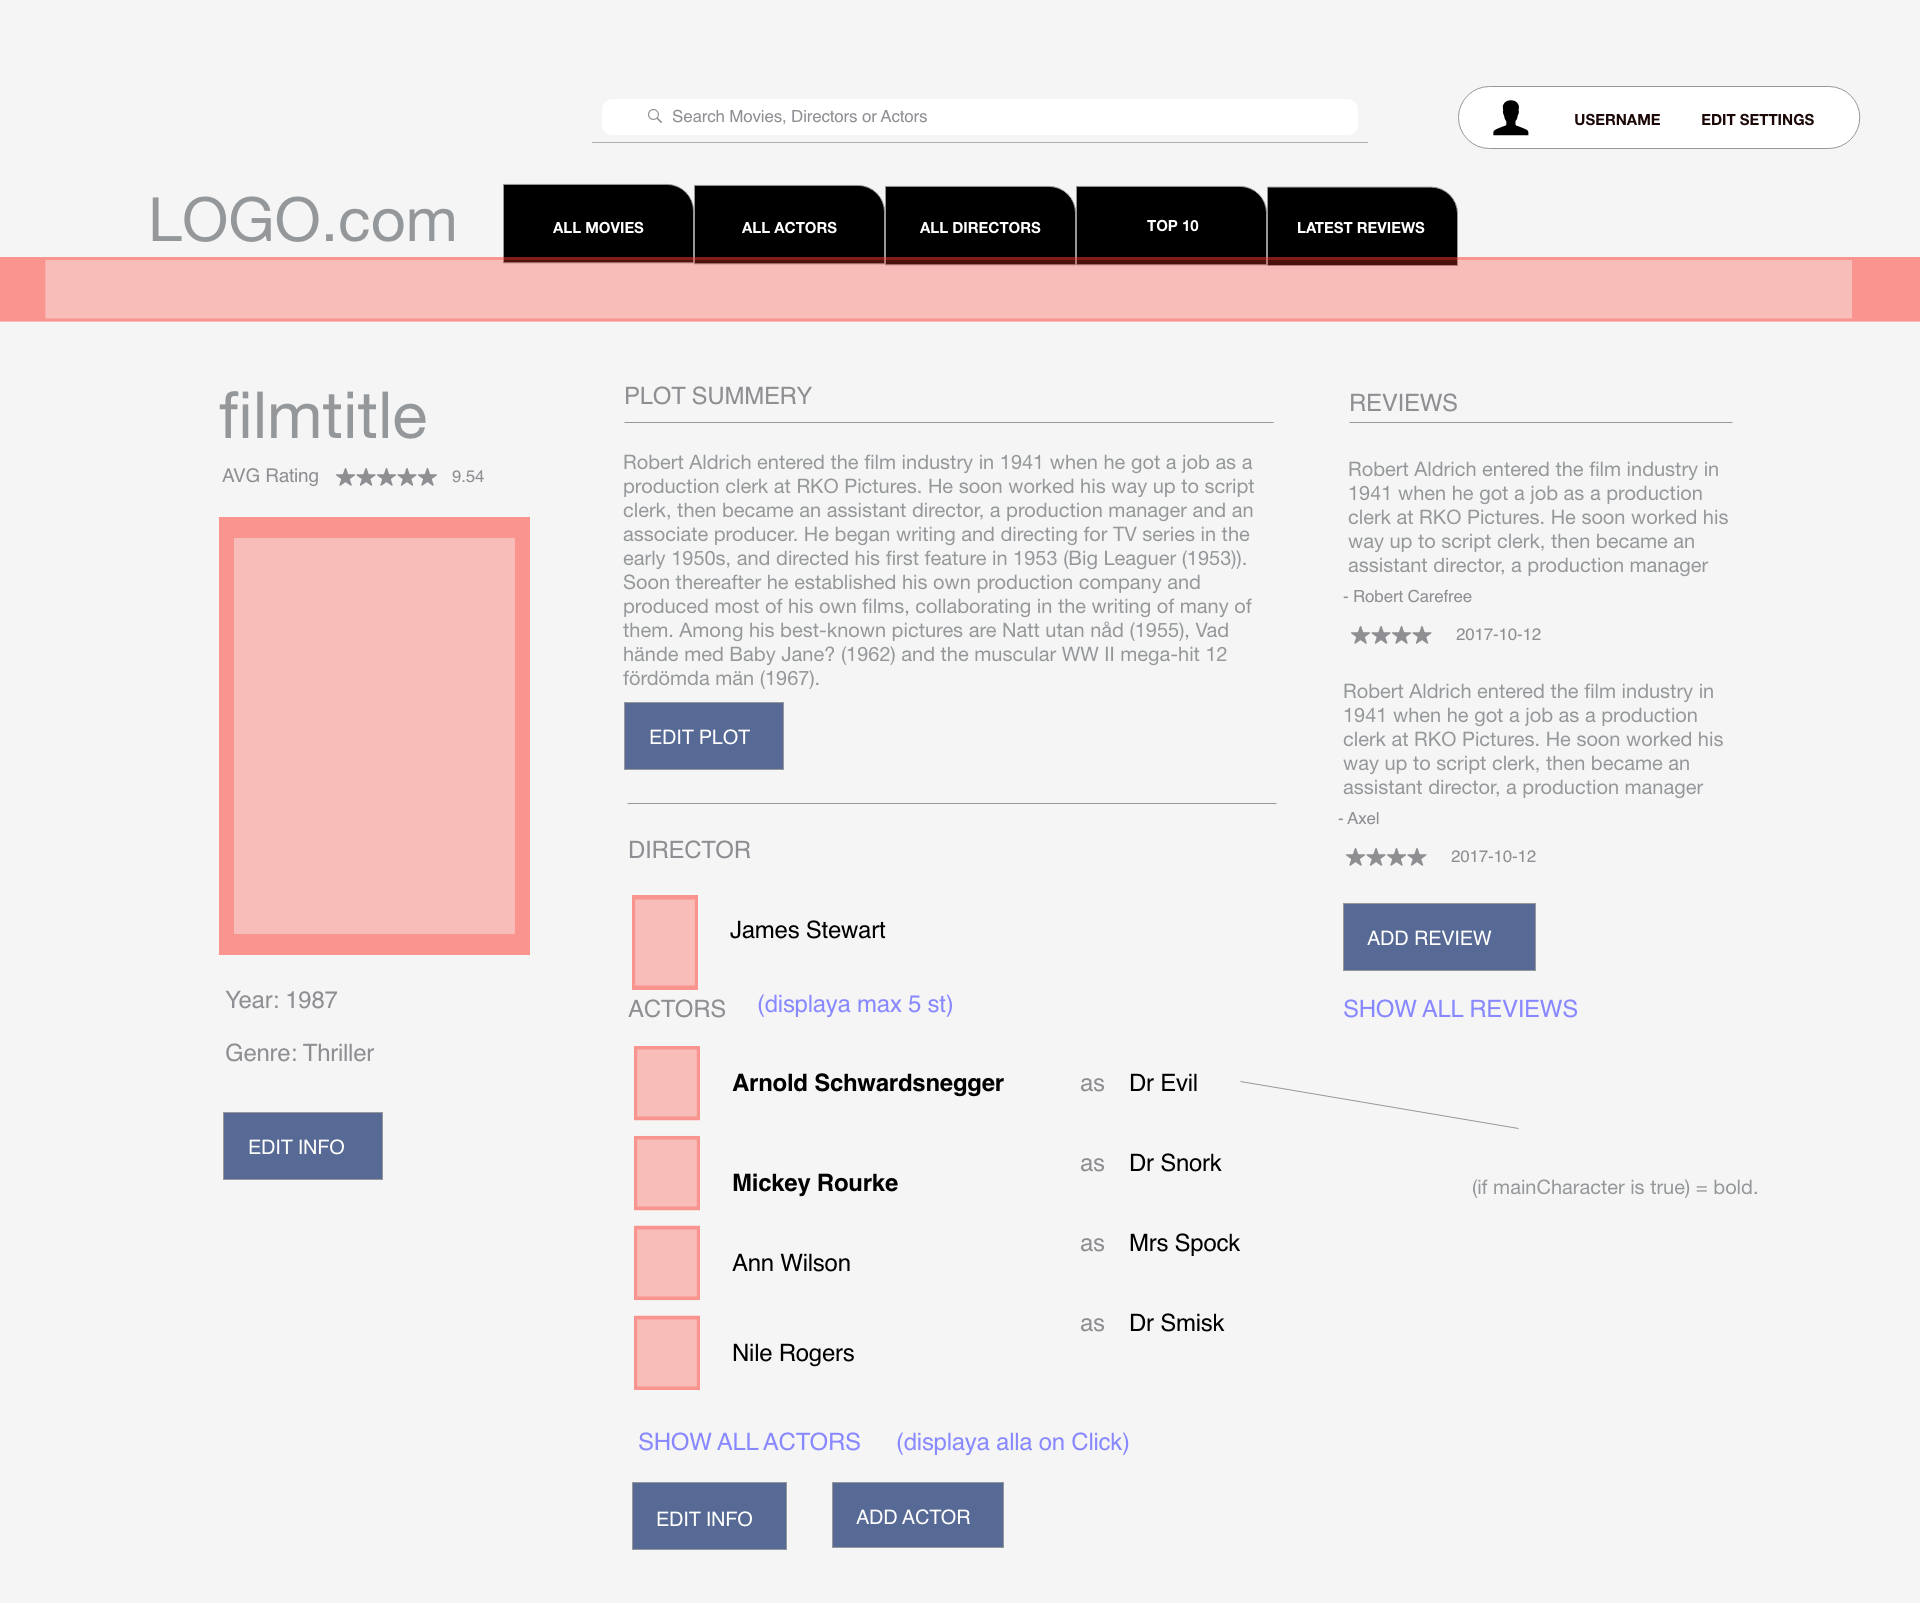 Search Movies, Directors or Actors
USERNAME
EDIT SETTINGS
LOGO.com
ALL MOVIES
ALL ACTORS
ALL DIRECTORS
TOP 10
LATEST REVIEWS
filmtitle
AVG Rating ★★★★★ 9.54
Year: 1987
Genre: Thriller
EDIT INFO
PLOT SUMMERY
Robert Aldrich entered the film industry in 1941 when he got a job as a
production clerk at RKO Pictures. He soon worked his way up to script
clerk, then became an assistant director, a production manager and an
associate producer. He began writing and directing for TV series in the
early 1950s, and directed his first feature in 1953 (Big Leaguer (1953)).
Soon thereafter he established his own production company and
produced most of his own films, collaborating in the writing of many of
them. Among his best-known pictures are Natt utan nåd (1955), Vad
hände med Baby Jane? (1962) and the muscular WW II mega-hit 12
fördömda män (1967).
EDIT PLOT
DIRECTOR
James Stewart
ACTORS (displaya max 5 st)
Arnold Schwardsnegger as Dr Evil
Mickey Rourke as Dr Snork
Ann Wilson as Mrs Spock
Nile Rogers as Dr Smisk
SHOW ALL ACTORS (displaya alla on Click)
EDIT INFO
ADD ACTOR
REVIEWS
Robert Aldrich entered the film industry in
1941 when he got a job as a production
clerk at RKO Pictures. He soon worked his
way up to script clerk, then became an
assistant director, a production manager
- Robert Carefree
★★★★ 2017-10-12
Robert Aldrich entered the film industry in
1941 when he got a job as a production
clerk at RKO Pictures. He soon worked his
way up to script clerk, then became an
assistant director, a production manager
- Axel
★★★★ 2017-10-12
ADD REVIEW
SHOW ALL REVIEWS
(if mainCharacter is true) = bold.